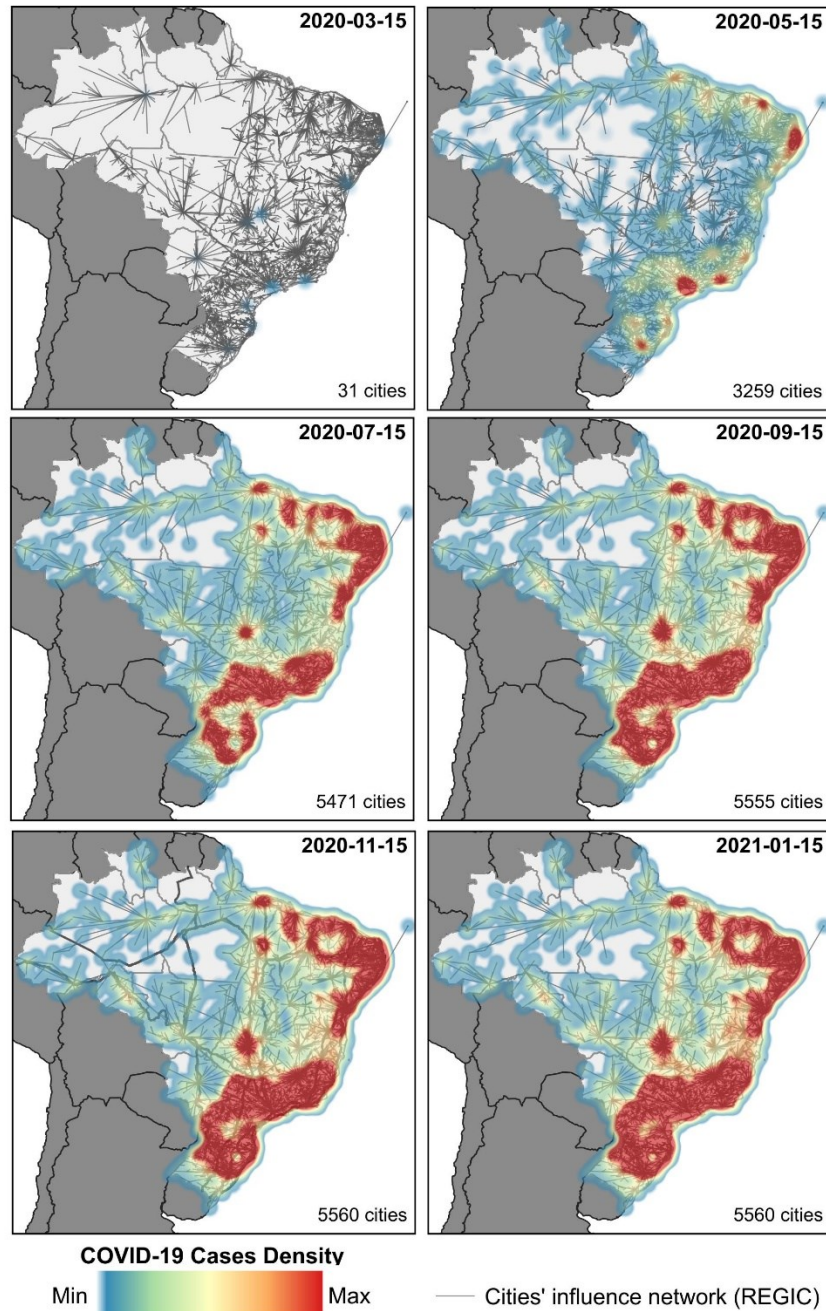 2020-03-15
31 cities
2020-05-15
3259 cities
2020-07-15
5471 cities
2020-09-15
5555 cities
2020-11-15
5560 cities
2021-01-15
5560 cities
COVID-19 Cases Density
Min Max
Cities' influence network (REGIC)